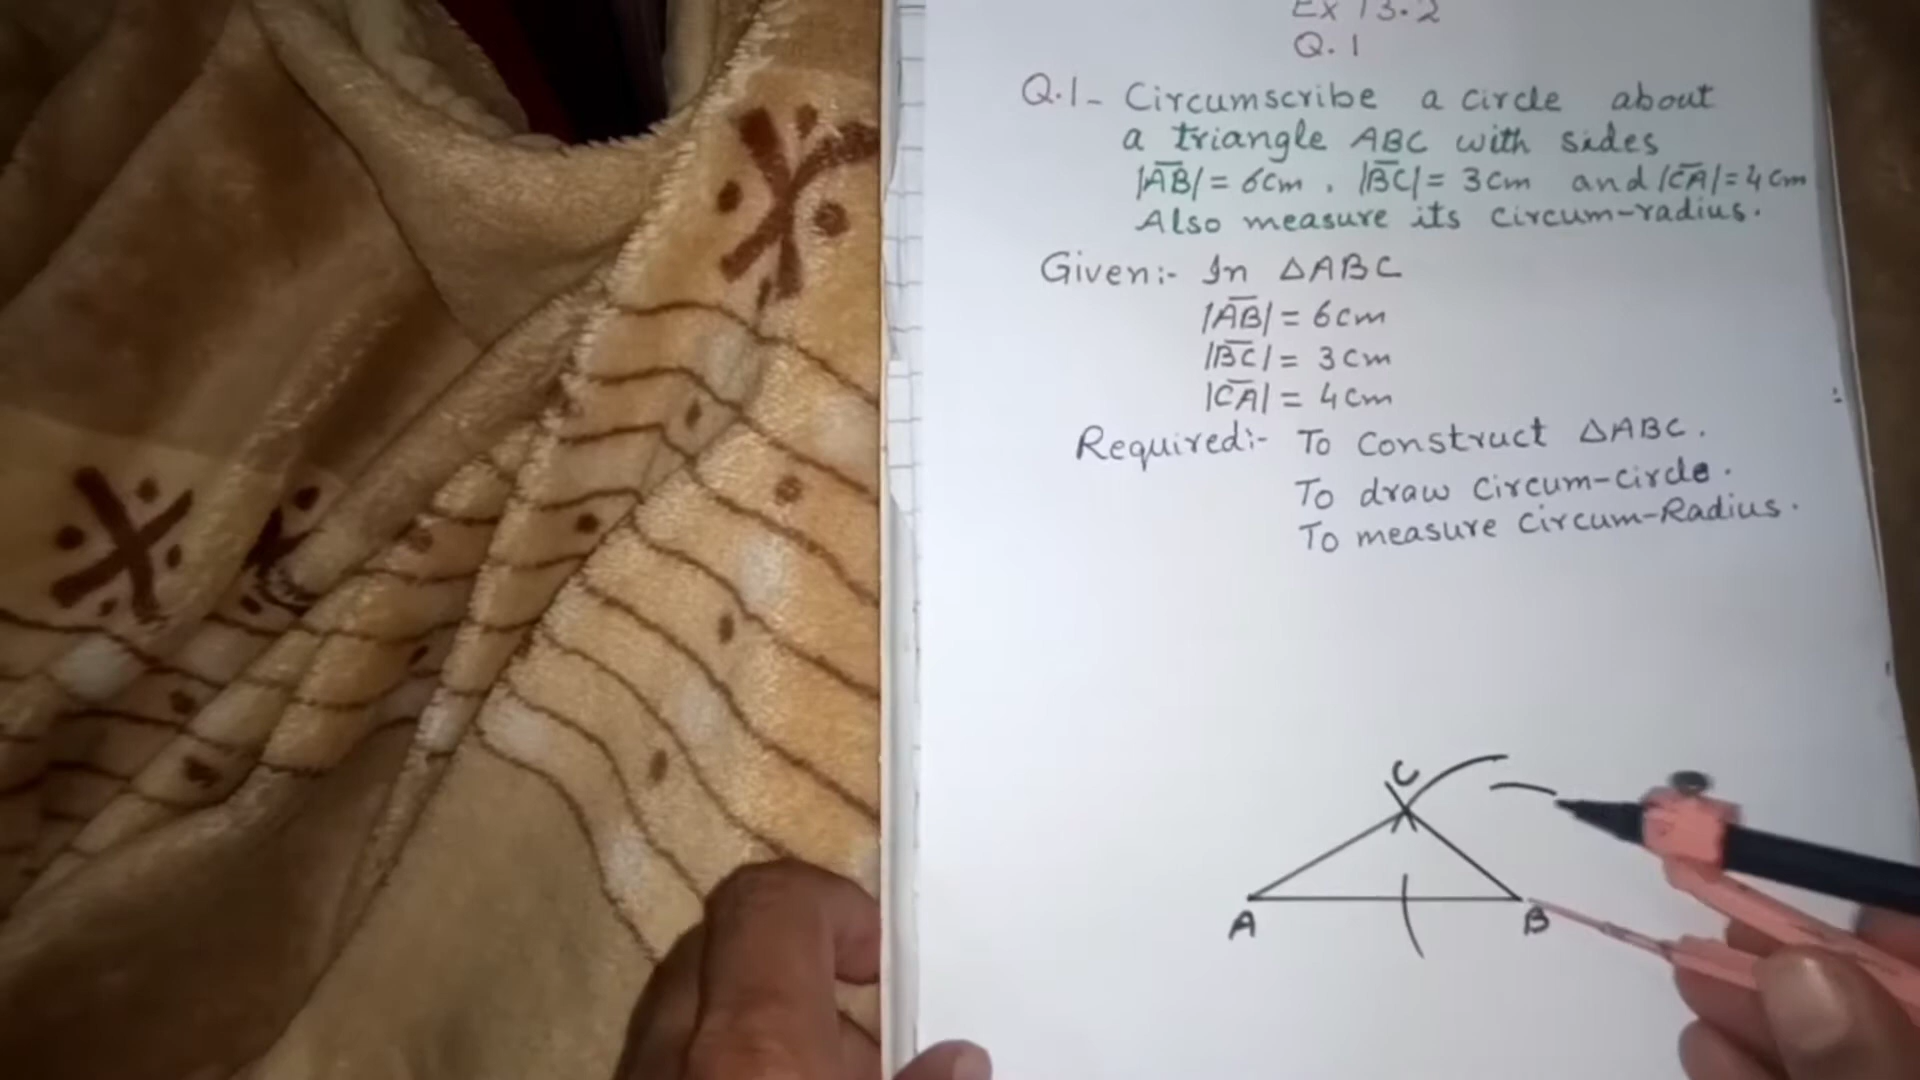 Ex 13.2
Q.1
Q.1- Circumscribe a circle about
a triangle ABC with sides
|AB| = 6cm, |BC| = 3cm and |CA| = 4cm
Also measure its circum-radius.
Given:- In △ABC
|AB| = 6cm
|BC| = 3cm
|CA| = 4cm
Required:- To construct △ABC.
To draw circum-circle.
To measure circum-Radius.
C
A B